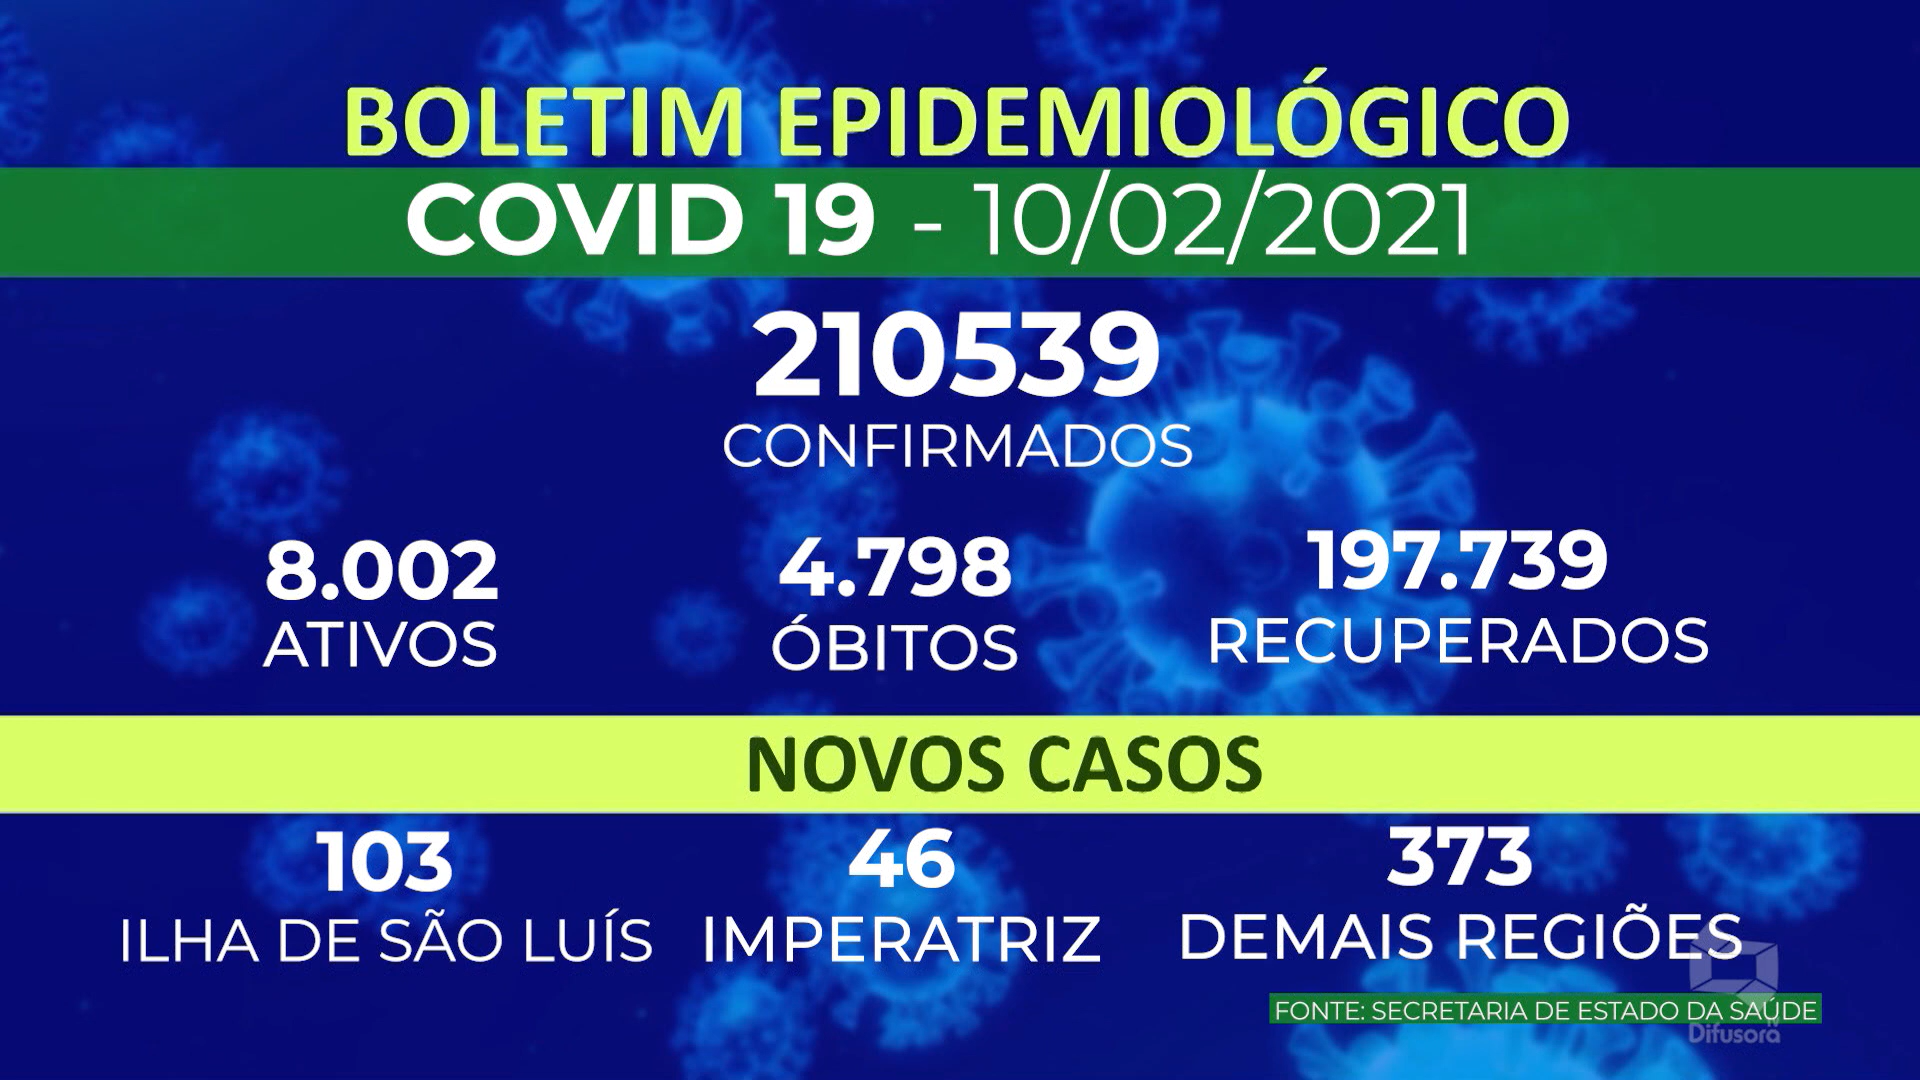 BOLETIM EPIDEMIOLÓGICO
COVID 19 - 10/02/2021
210539
CONFIRMADOS
8.002
ATIVOS
4.798
ÓBITOS
197.739
RECUPERADOS
NOVOS CASOS
103
ILHA DE SÃO LUÍS
46
IMPERATRIZ
373
DEMAIS REGIÕES
FONTE: SECRETARIA DE ESTADO DA SAÚDE
TV
Difusora